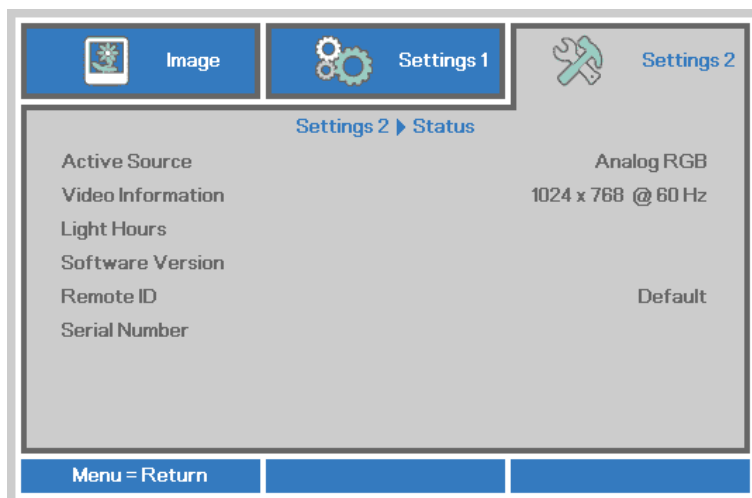 Image
Settings 1
Settings 2
Settings 2 ▶ Status
Active Source Analog RGB
Video Information 1024 x 768 @ 60 Hz
Light Hours
Software Version
Remote ID Default
Serial Number
Menu = Return